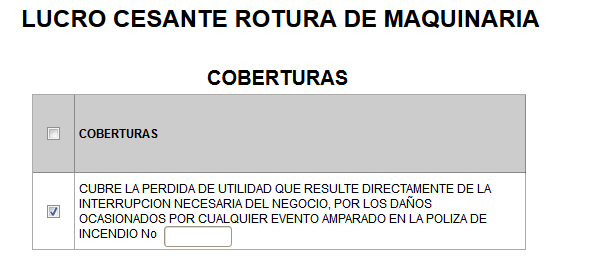 LUCRO CESANTE ROTURA DE MAQUINARIA
COBERTURAS
COBERTURAS
CUBRE LA PERDIDA DE UTILIDAD QUE RESULTE DIRECTAMENTE DE LA
INTERRUPCION NECESARIA DEL NEGOCIO, POR LOS DAÑOS
OCASIONADOS POR CUALQUIER EVENTO AMPARADO EN LA POLIZA DE
INCENDIO No